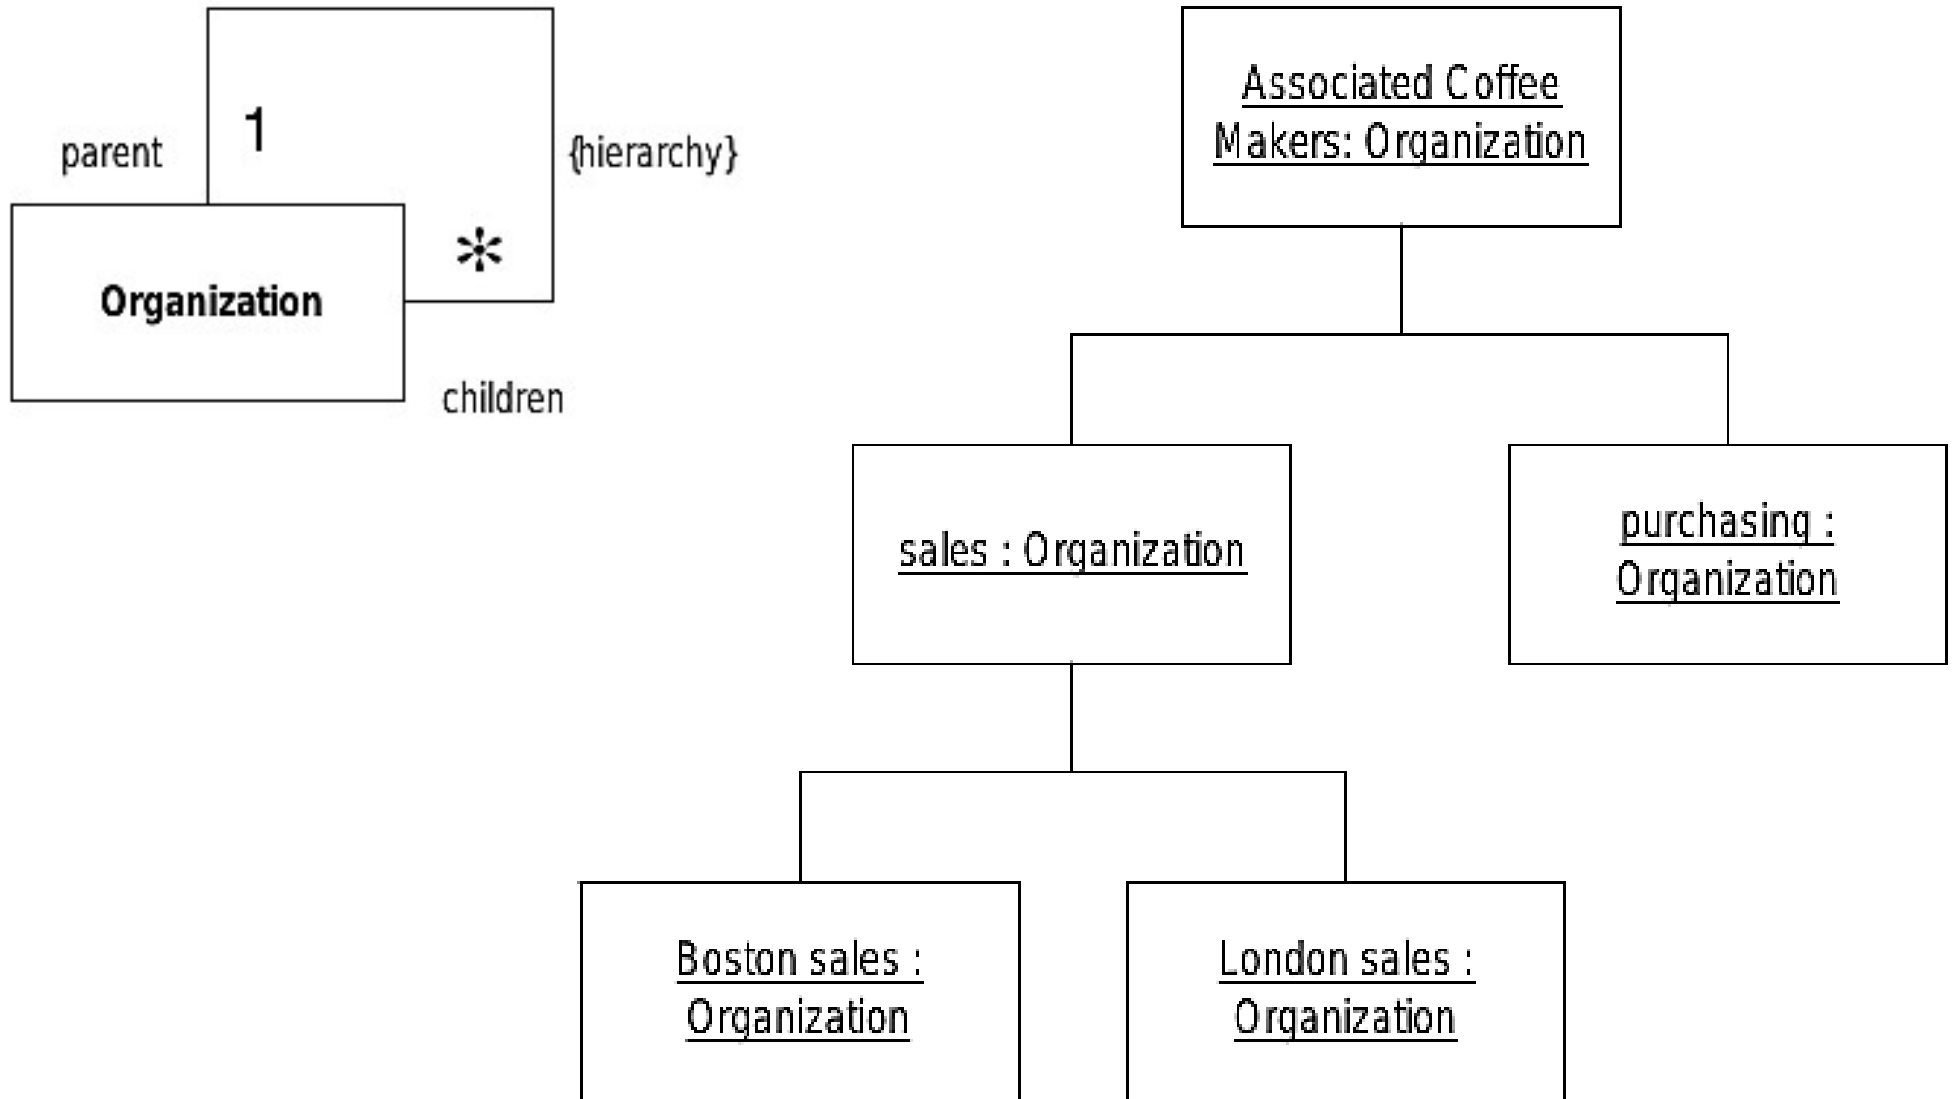 parent
1
{hierarchy}
*
Organization
children
Associated Coffee
Makers: Organization
sales : Organization
purchasing :
Organization
Boston sales :
Organization
London sales :
Organization